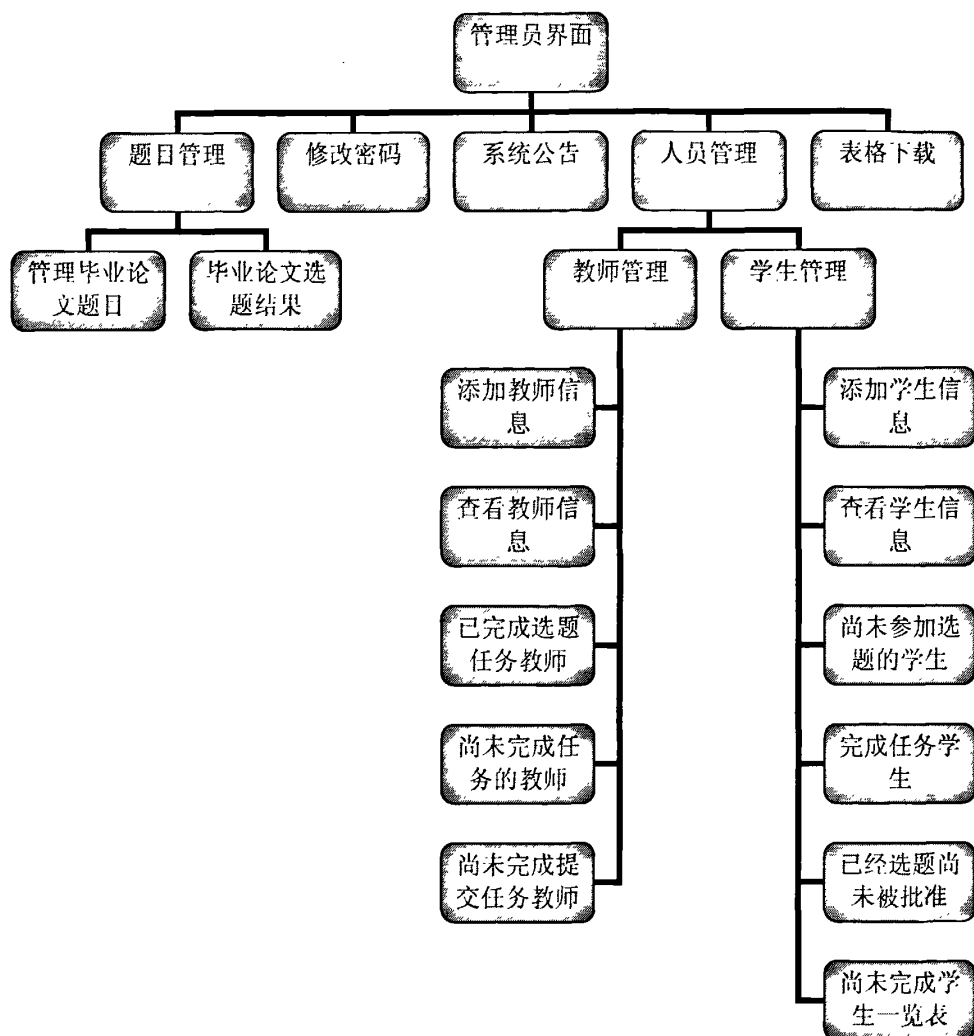 管理员界面
题目管理
修改密码
系统公告
人员管理
表格下载
管理毕业论
文题目
毕业论文选
题结果
教师管理
学生管理
添加教师信
息
添加学生信
息
查看教师信
息
查看学生信
息
已完成选题
任务教师
尚未参加选
题的学生
尚未完成任
务的教师
完成任务学
生
尚未完成提
交任务教师
已经选题尚
未被批准
尚未完成学
生一览表